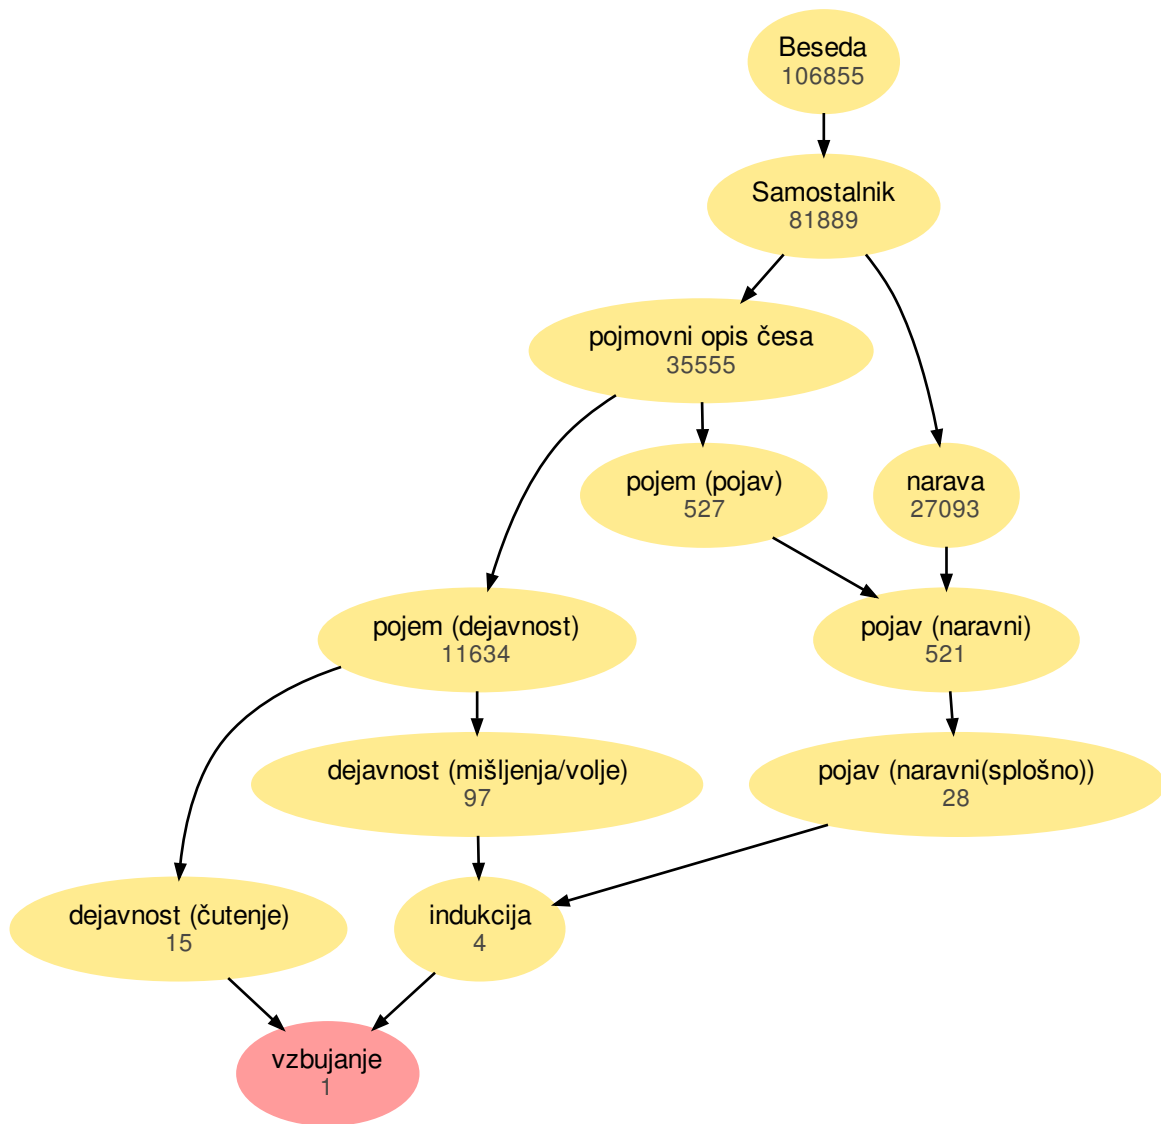 Beseda
106855
Samostalnik
81889
pojmovni opis česa
35555
pojem (pojav)
527
narava
27093
pojem (dejavnost)
11634
pojav (naravni)
521
dejavnost (mišljenja/volje)
97
pojav (naravni(splošno))
28
dejavnost (čutenje)
15
indukcija
4
vzbujanje
1